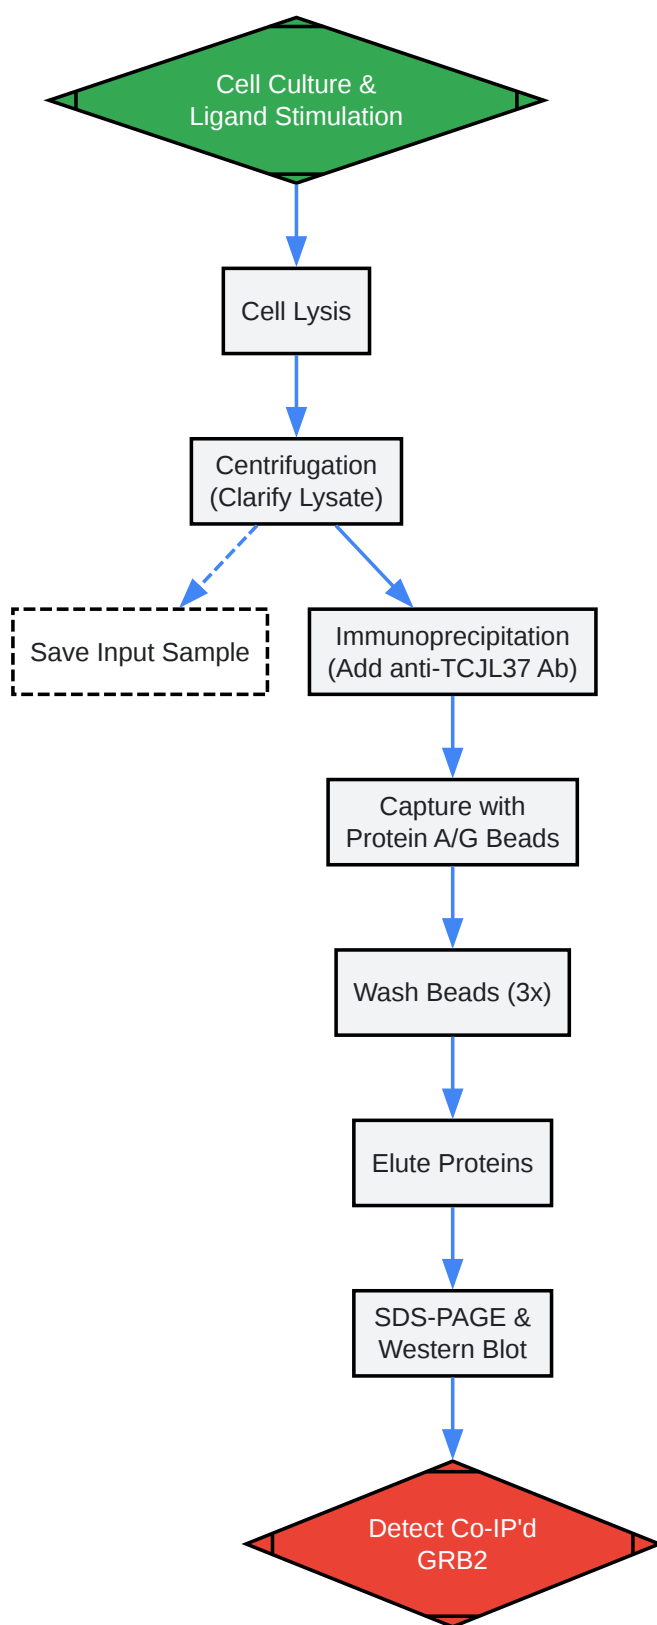 Cell Culture &
Ligand Stimulation
Cell Lysis
Centrifugation
(Clarify Lysate)
Save Input Sample
Immunoprecipitation
(Add anti-TCJL37 Ab)
Capture with
Protein A/G Beads
Wash Beads (3x)
Elute Proteins
SDS-PAGE &
Western Blot
Detect Co-IP'd
GRB2